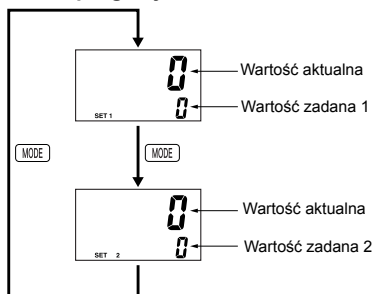 0
Wartość aktualna
0
Wartość zadana 1
SET 1
MODE
MODE
0
Wartość aktualna
0
Wartość zadana 2
SET 2